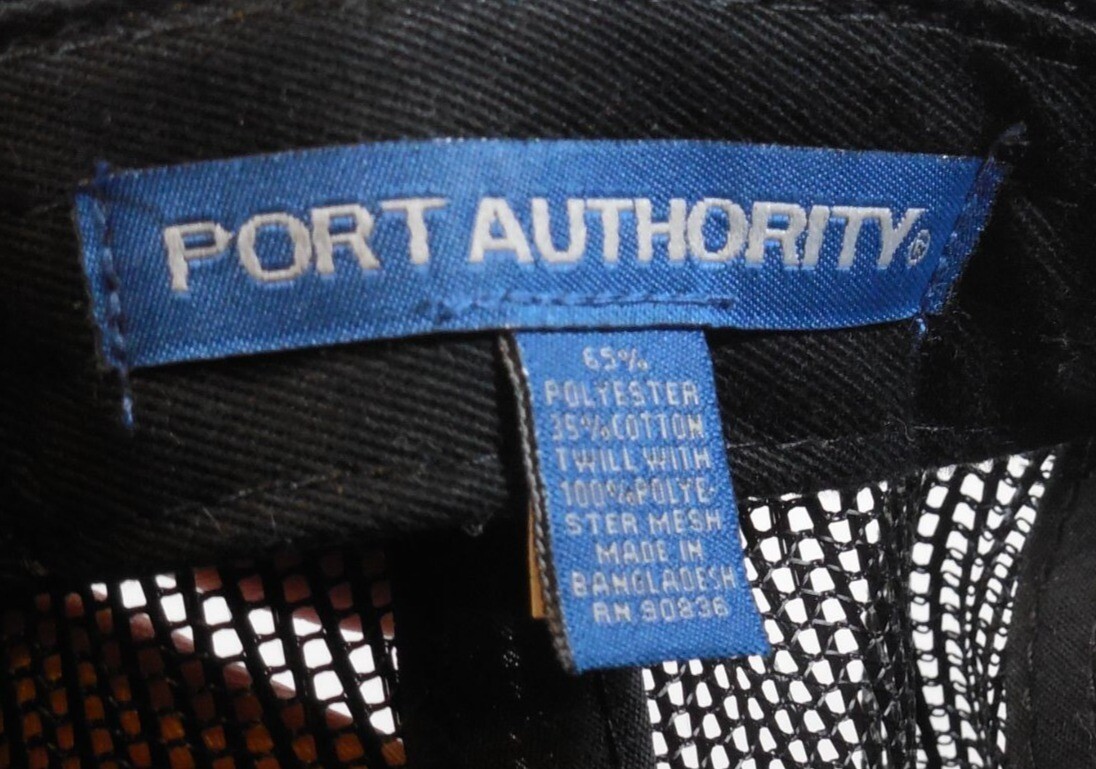 PORT AUTHORITY®
65%
POLYESTER
35% COTTON
TWILL WITH
100% POLYE-
STER MESH
MADE IN
BANGLADESH
RN 90836